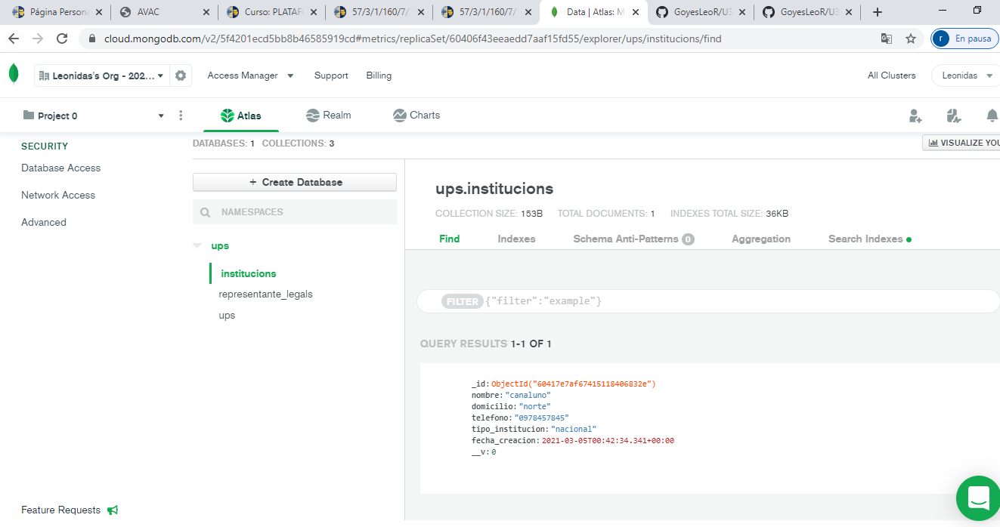 Página Persona
AVAC
Curso: PLATAFO
57/3/1/160/7/
57/3/1/160/7/
Data | Atlas: M
GoyesLeoR/U3
GoyesLeoR/U3
cloud.mongodb.com/v2/5f4201ecd5bb8b46585919cd#metrics/replicaSet/60406f43eeaedd7aaf15fd55/explorer/ups/institucions/find
r En pausa
Leonidas's Org - 202...
Access Manager
Support
Billing
All Clusters
Leonidas
Project 0
Atlas
Realm
Charts
SECURITY
Database Access
Network Access
Advanced
Feature Requests
DATABASES: 1 COLLECTIONS: 3
VISUALIZE YOU
+ Create Database
NAMESPACES
ups
institucions
representante_legals
ups
ups.institucions
COLLECTION SIZE: 153B TOTAL DOCUMENTS: 1 INDEXES TOTAL SIZE: 36KB
Find
Indexes
Schema Anti-Patterns 0
Aggregation
Search Indexes
FILTER {"filter":"example"}
QUERY RESULTS 1-1 OF 1
_id:ObjectId("60417e7af67415118406832e")
nombre:"canaluno"
domicilio:"norte"
telefono:"0978457845"
tipo_institucion:"nacional"
fecha_creacion:2021-03-05T00:42:34.341+00:00
__v:0